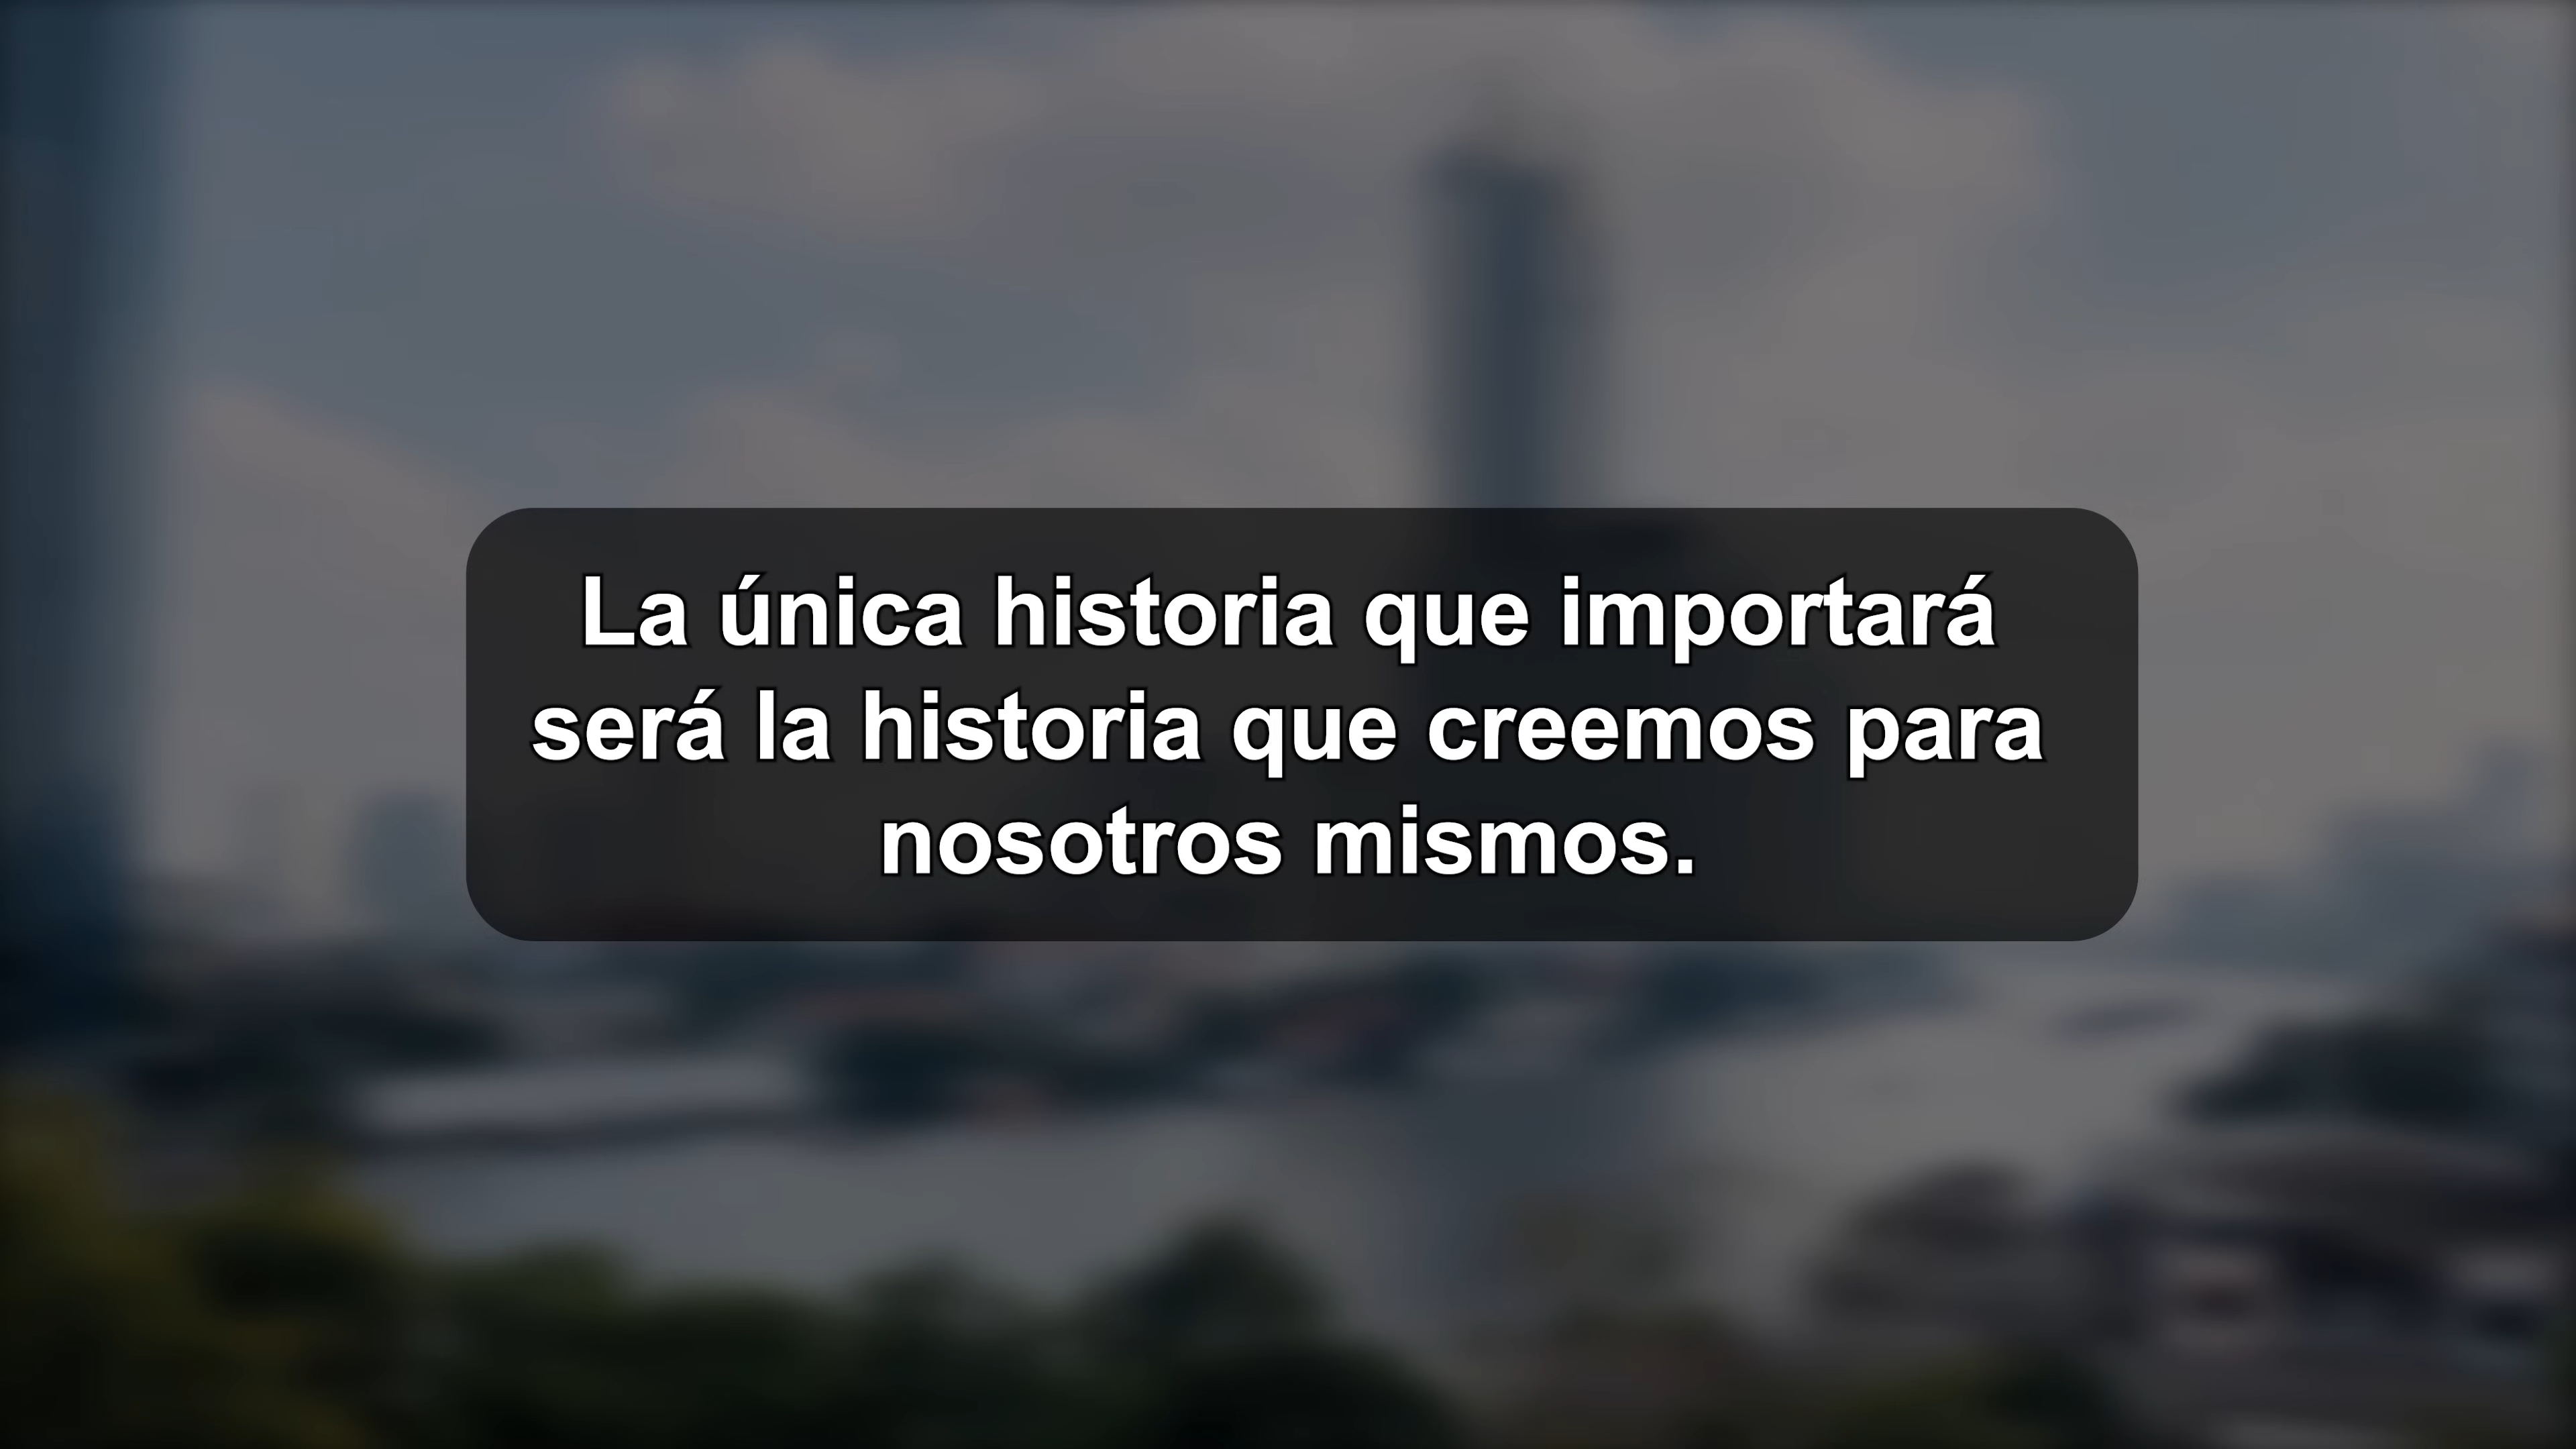 La única historia que importará
será la historia que creemos para
nosotros mismos.